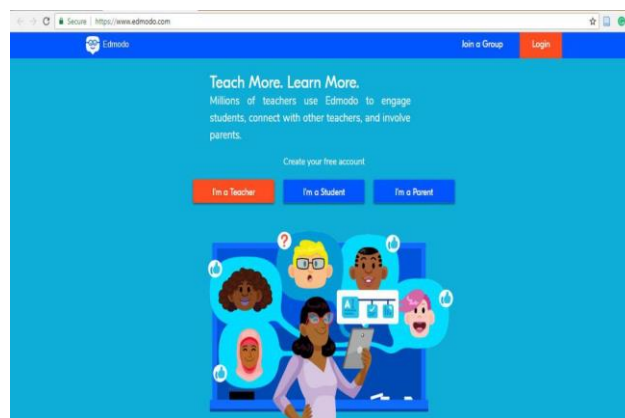 Secure | https://www.edmodo.com
Edmodo
Join a Group
Login
Teach More. Learn More.
Millions of teachers use Edmodo to engage
students, connect with other teachers, and involve
parents.
Create your free account
I'm a Teacher
I'm a Student
I'm a Parent
?